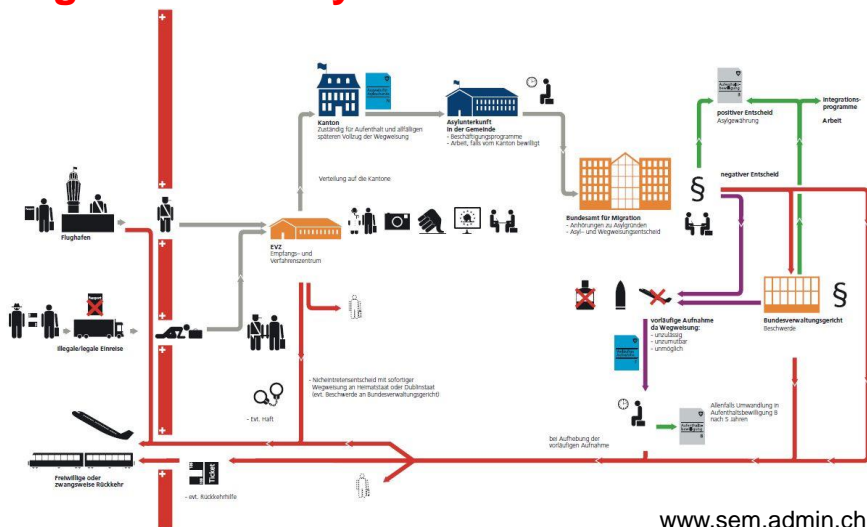 Kanton
Zuständig für Aufenthalt und allfälligen
späteren Vollzug der Wegweisung
Asylunterkunft
in der Gemeinde
- Beschäftigungsprogramme
- Arbeit, falls vom Kanton bewilligt
positiver Entscheid
Asylgewährung
Integrations-
programme
Arbeit
negativer Entscheid
Verteilung auf die Kantone
Bundesamt für Migration
- Anhörungen zu Asylgründen
- Asyl- und Wegweisungsentscheid
§
Flughafen
EVZ
Empfangs- und
Verfahrenszentrum
Illegale/legale Einreise
§
Bundesverwaltungsgericht
Beschwerde
vorläufige Aufnahme
da Wegweisung:
- unzulässig
- unzumutbar
- unmöglich
- Nichteintretensentscheid mit sofortiger
Wegweisung an Heimatstaat oder Dublinstaat
(evt. Beschwerde an Bundesverwaltungsgericht)
- Evt. Haft
Allenfalls Umwandlung in
Aufenthaltsbewilligung B
nach 5 Jahren
bei Aufhebung der
vorläufigen Aufnahme
Freiwillige oder
zwangsweise Rückkehr
Ticket
- evt. Rückkehrhilfe
www.sem.admin.ch